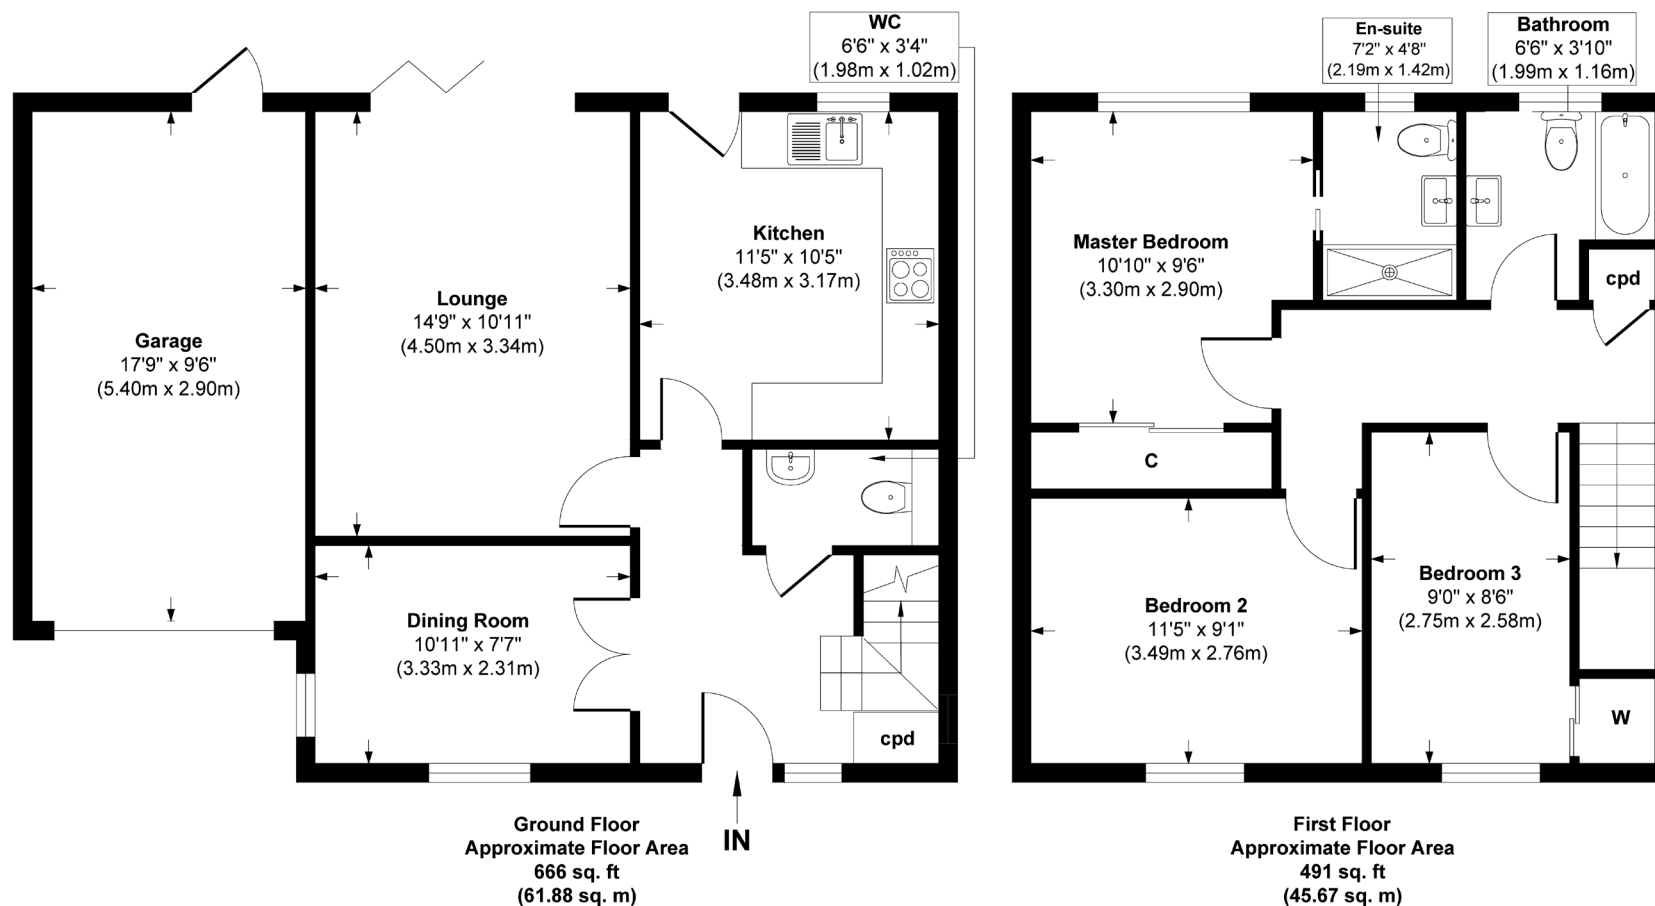 WC
6'6" x 3'4"
(1.98m x 1.02m)
Kitchen
11'5" x 10'5"
(3.48m x 3.17m)
Lounge
14'9" x 10'11"
(4.50m x 3.34m)
Garage
17'9" x 9'6"
(5.40m x 2.90m)
Dining Room
10'11" x 7'7"
(3.33m x 2.31m)
cpd
IN
Ground Floor
Approximate Floor Area
666 sq. ft
(61.88 sq. m)
En-suite
7'2" x 4'8"
(2.19m x 1.42m)
Bathroom
6'6" x 3'10"
(1.99m x 1.16m)
Master Bedroom
10'10" x 9'6"
(3.30m x 2.90m)
cpd
C
Bedroom 2
11'5" x 9'1"
(3.49m x 2.76m)
Bedroom 3
9'0" x 8'6"
(2.75m x 2.58m)
W
First Floor
Approximate Floor Area
491 sq. ft
(45.67 sq. m)